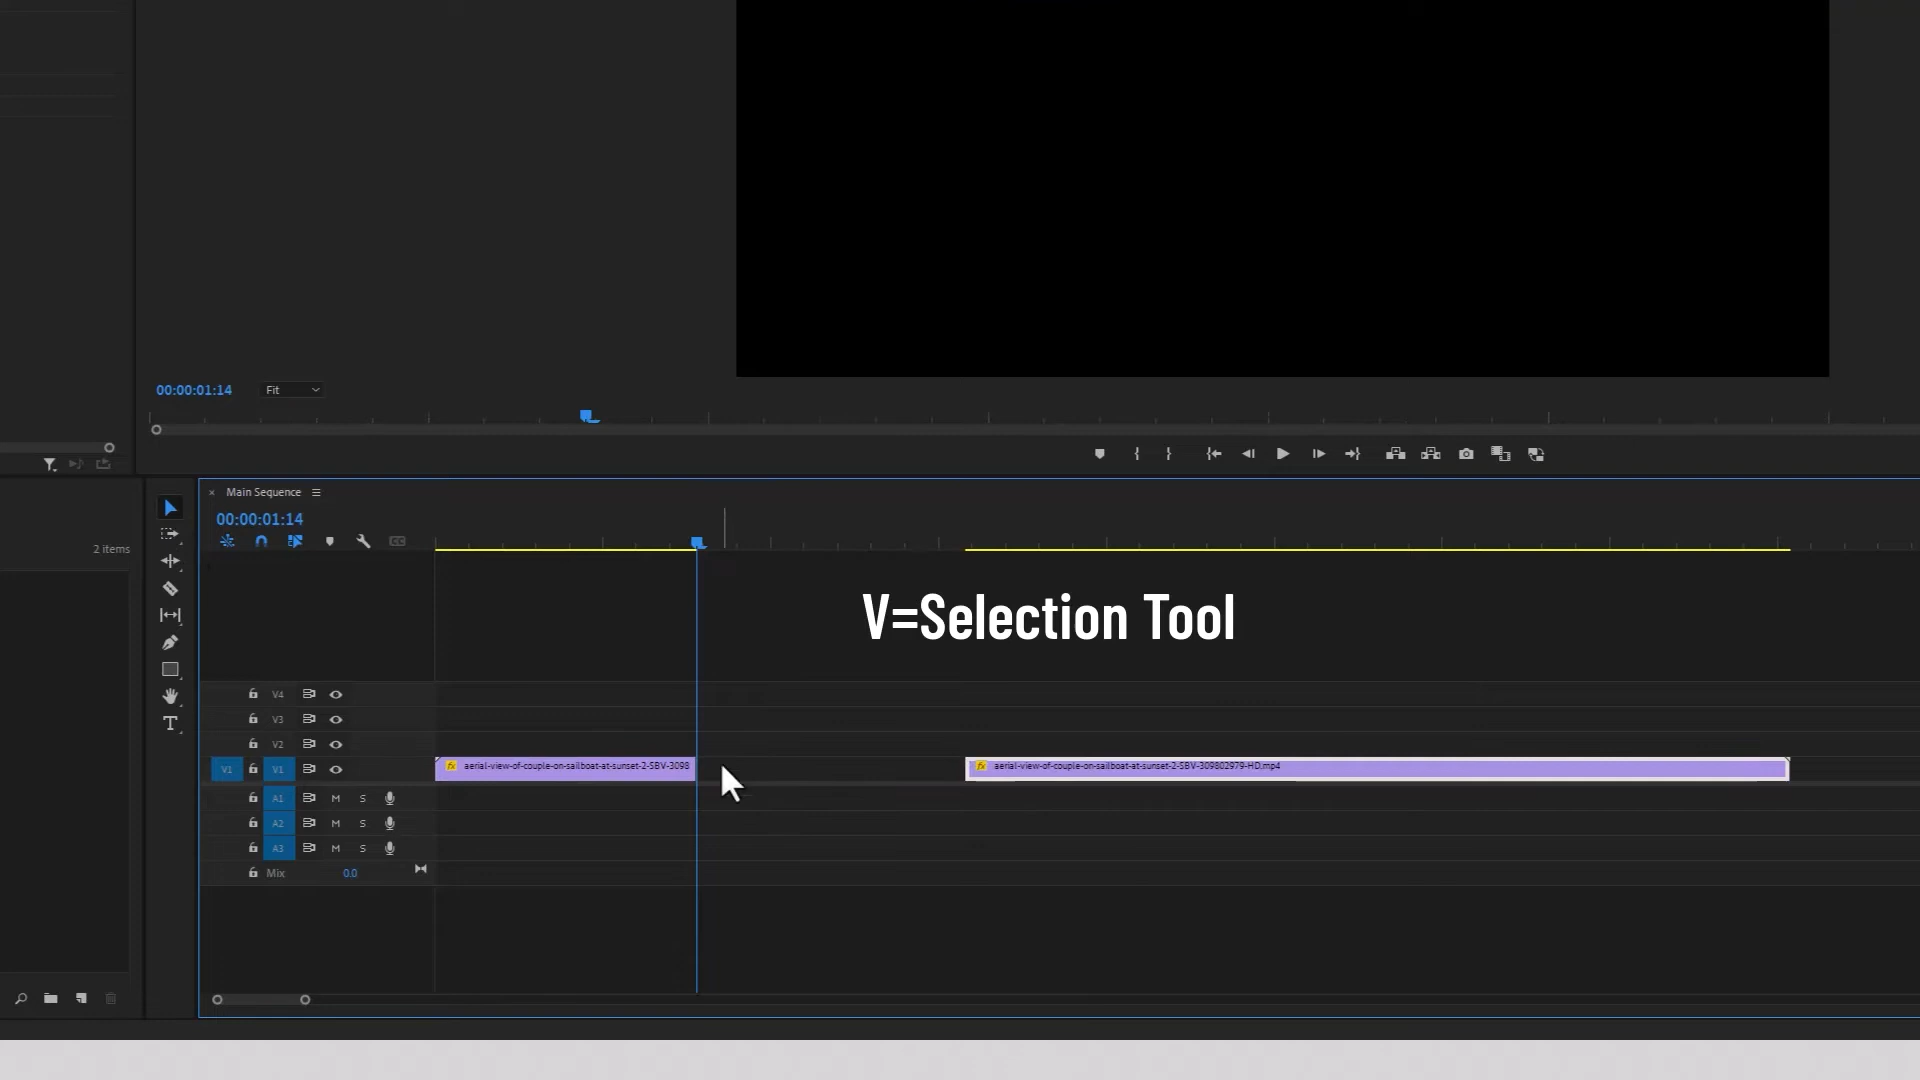 00:00:01:14
Fit
Main Sequence
00:00:01:14
2 items
V=Selection Tool
V4
V3
V2
V1 V1
aerial-view-of-couple-on-sailboat-at-sunset-2-SBV-3098
aerial-view-of-couple-on-sailboat-at-sunset-2-SBV-309802979-HD.mp4
A1 M S
A2 M S
A3 M S
Mix 0.0